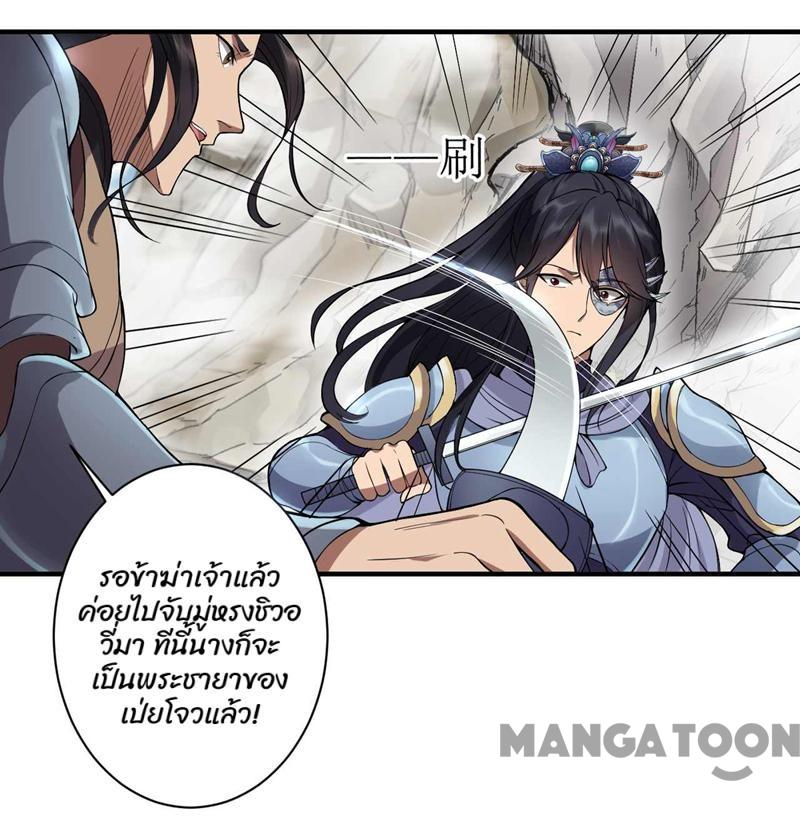 ——刷
รอข้าฆ่าเจ้าแล้ว
ค่อยไปจับมู่หรงชิวอ
วี่มา ทีนี้นางก็จะ
เป็นพระชายาของ
เป่ยโจวแล้ว!
MANGATOON